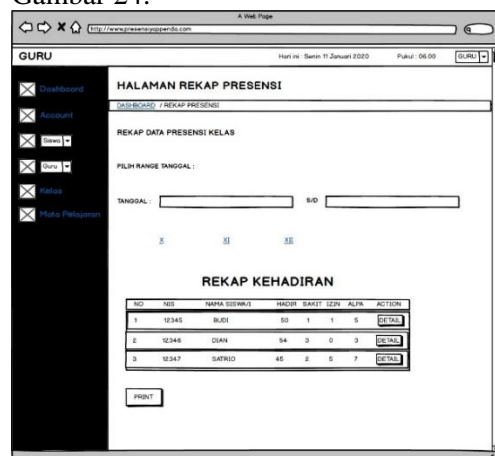 Gambar 24.
A Web Page
http://www.presensiyappendo.com
GURU
Hari ini : Senin 11 Januari 2020
Pukul : 06.00
GURU
Dashboard
Account
Siswa
Guru
Kelas
Mata Pelajaran
HALAMAN REKAP PRESENSI
DASHBOARD / REKAP PRESENSI
REKAP DATA PRESENSI KELAS
PILIH RANGE TANGGAL :
TANGGAL : S/D
X XI XII
REKAP KEHADIRAN
NO NIS NAMA SISWA/I HADIR SAKIT IZIN ALPA ACTION
1 12345 BUDI 50 1 1 5 DETAIL
2 12346 DIAN 54 3 0 3 DETAIL
3 12347 SATRIO 45 2 5 7 DETAIL
PRINT